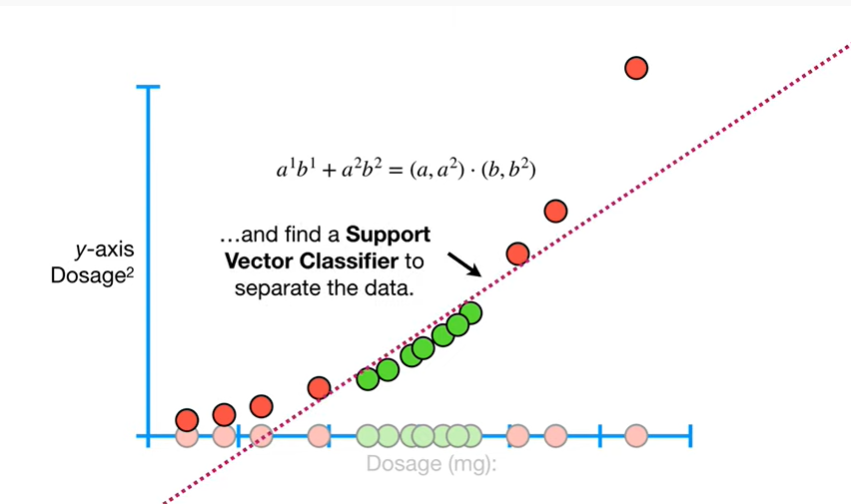 a¹b¹ + a²b² = (a, a²) · (b, b²)
...and find a Support
Vector Classifier to
separate the data.
y-axis
Dosage²
Dosage (mg):